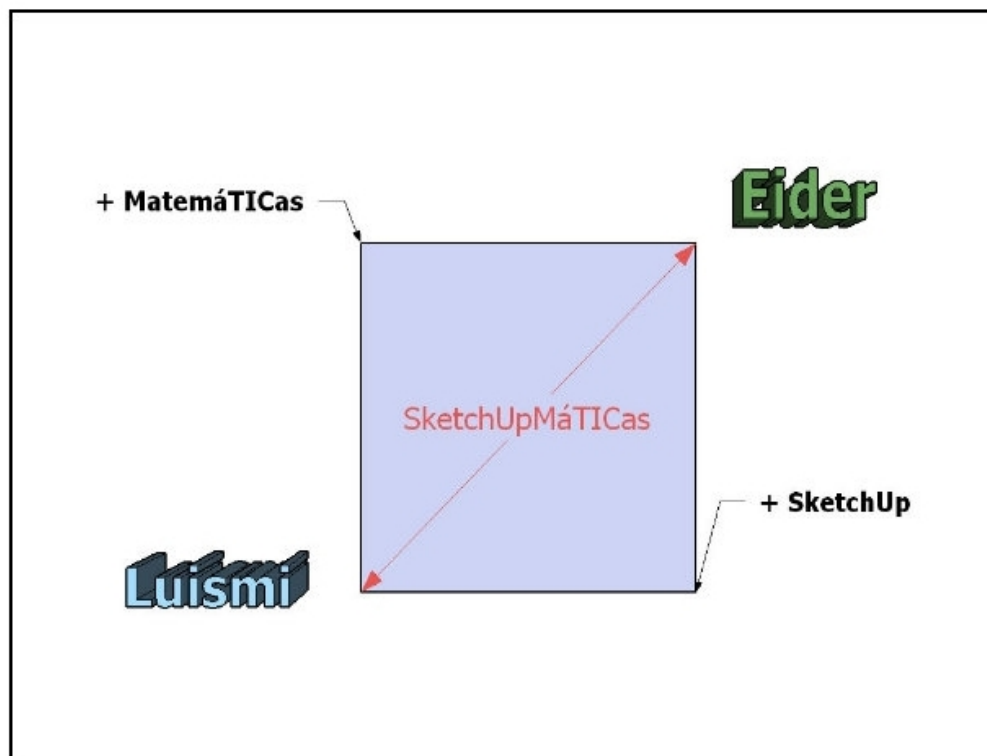 Eider
+ MatemáTICas
SketchUpMáTICas
+ SketchUp
Luismi